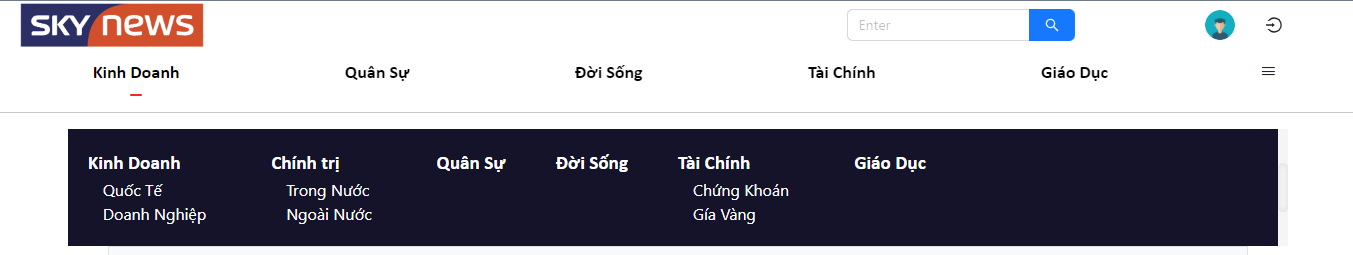 SKY news
Enter
Kinh Doanh Quân Sự Đời Sống Tài Chính Giáo Dục
Kinh Doanh Chính trị Quân Sự Đời Sống Tài Chính Giáo Dục
Quốc Tế Trong Nước Chứng Khoán
Doanh Nghiệp Ngoài Nước Gía Vàng